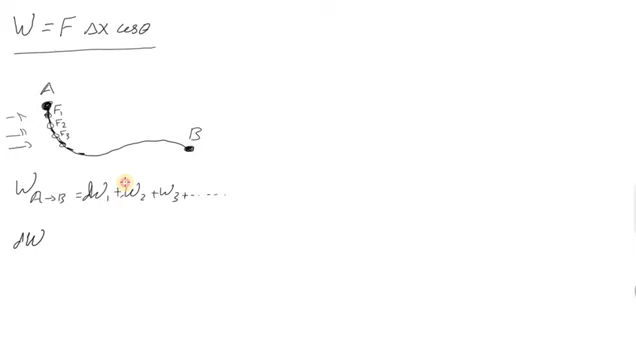 W = F Δx cosθ
A
F₁
F₂
F₃
B
W A→B = dW₁ + W₂ + W₃ + ......
dW